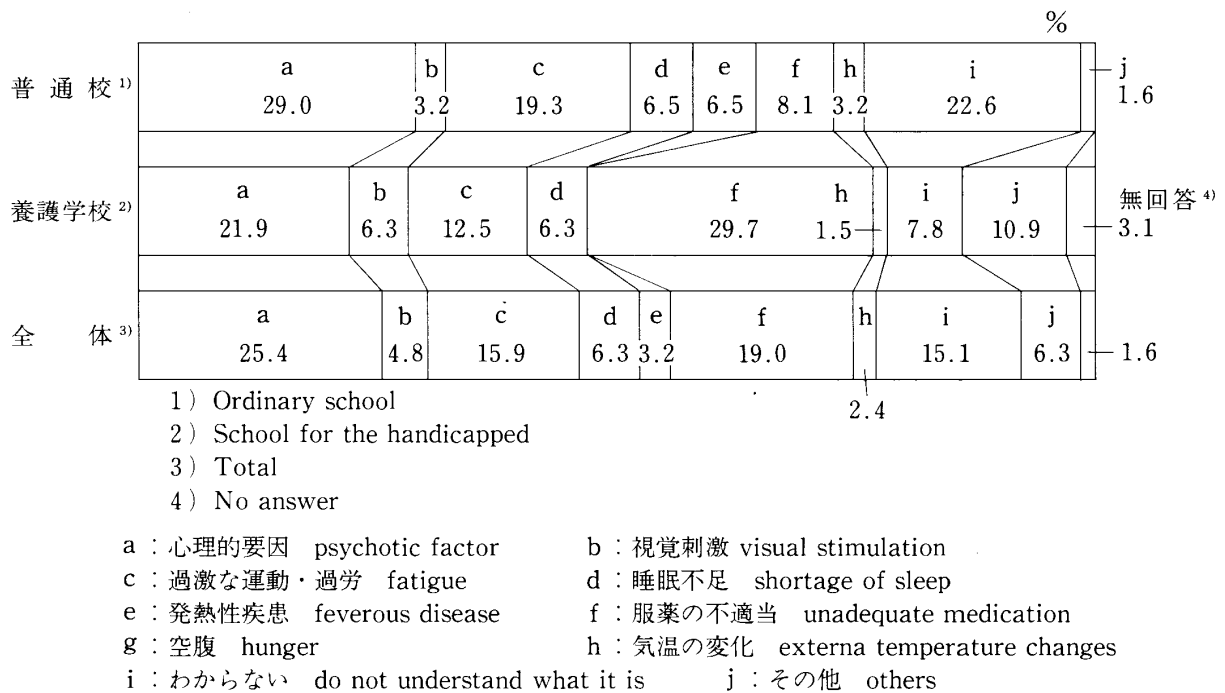 %
a b c d e f h i j
普通校 1) 29.0 3.2 19.3 6.5 6.5 8.1 3.2 22.6 1.6
a b c d f h i j 無回答 4)
養護学校 2) 21.9 6.3 12.5 6.3 29.7 1.5 7.8 10.9 3.1
a b c d e f h i j
全体 3) 25.4 4.8 15.9 6.3 3.2 19.0 15.1 6.3 1.6
2.4
1) Ordinary school
2) School for the handicapped
3) Total
4) No answer
a：心理的要因 psychotic factor b：視覚刺激 visual stimulation
c：過激な運動・過労 fatigue d：睡眠不足 shortage of sleep
e：発熱性疾患 feverous disease f：服薬の不適当 unadequate medication
g：空腹 hunger h：気温の変化 externa temperature changes
i：わからない do not understand what it is j：その他 others